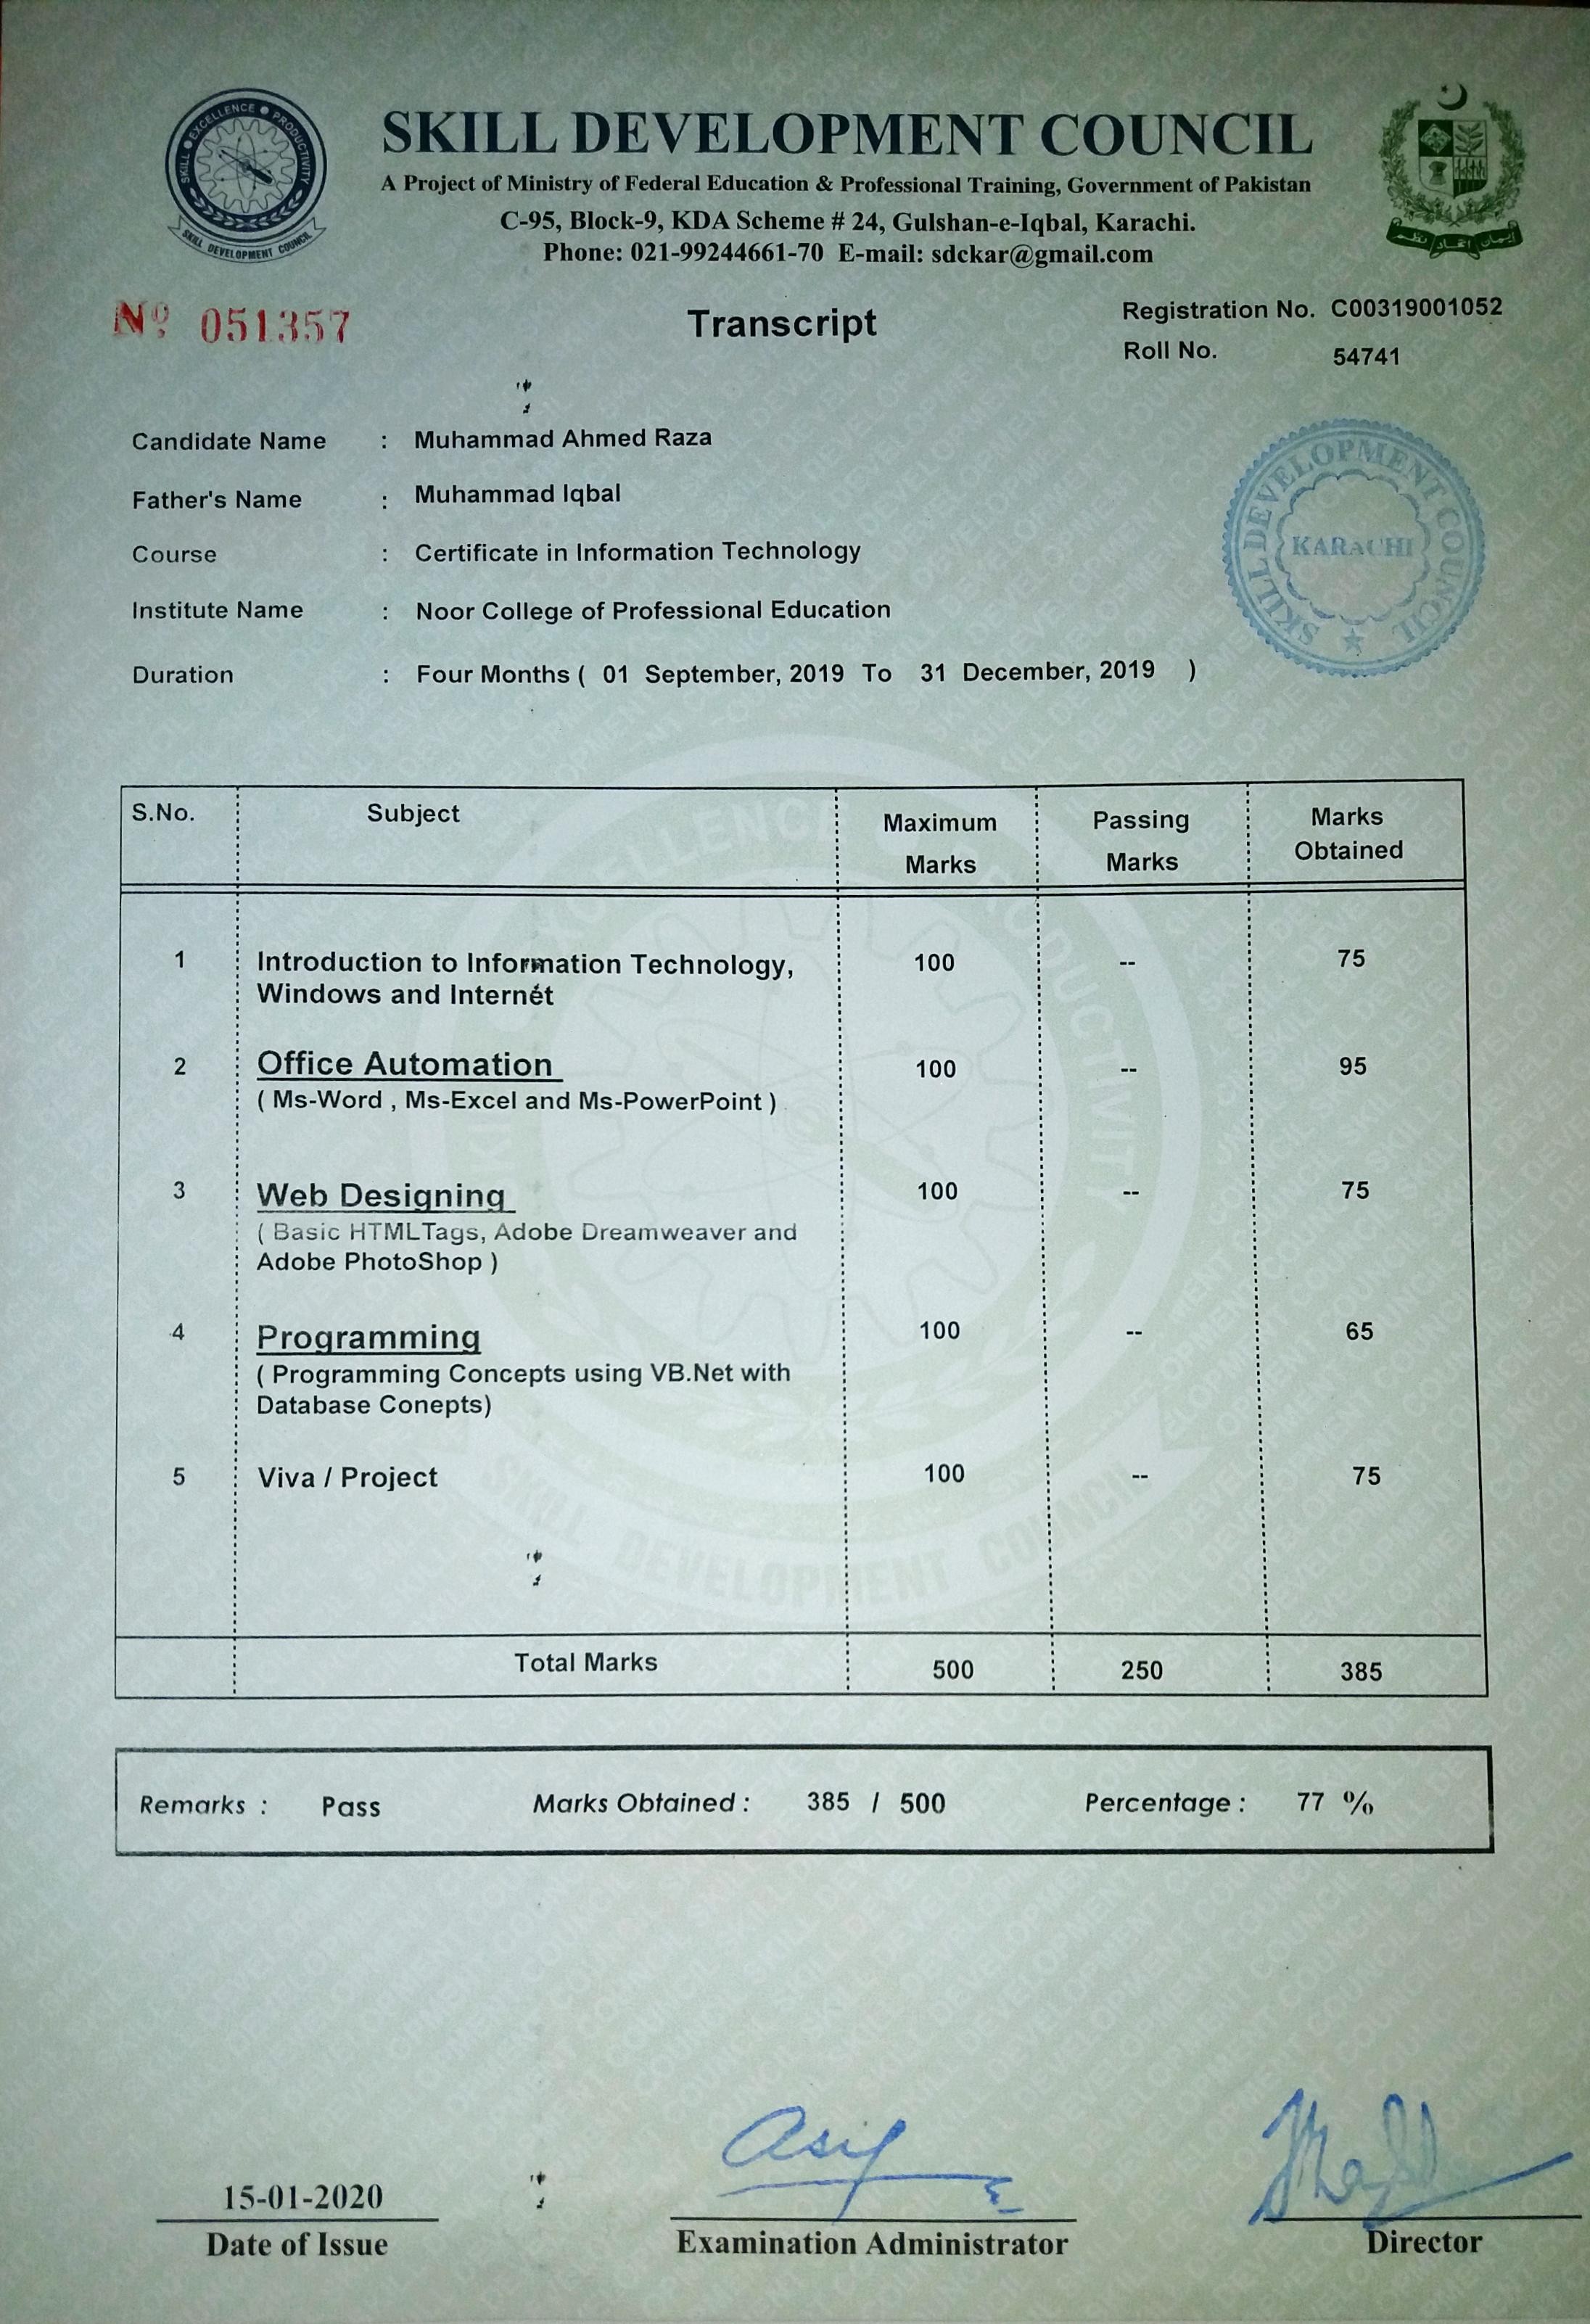 SKILL ● EXCELLENCE ● PRODUCTIVITY
SKILL DEVELOPMENT COUNCIL
SKILL DEVELOPMENT COUNCIL
A Project of Ministry of Federal Education & Professional Training, Government of Pakistan
C-95, Block-9, KDA Scheme # 24, Gulshan-e-Iqbal, Karachi.
Phone: 021-99244661-70 E-mail: sdckar@gmail.com
ایمان اتحاد نظم
Nº 051357
Transcript
Registration No. C00319001052
Roll No. 54741
Candidate Name : Muhammad Ahmed Raza
Father's Name : Muhammad Iqbal
Course : Certificate in Information Technology
Institute Name : Noor College of Professional Education
Duration : Four Months ( 01 September, 2019 To 31 December, 2019 )
SKILL DEVELOPMENT COUNCIL
KARACHI
S.No. Subject Maximum Marks Passing Marks Marks Obtained
1 Introduction to Information Technology, 100 -- 75
Windows and Internet
2 Office Automation 100 -- 95
( Ms-Word , Ms-Excel and Ms-PowerPoint )
3 Web Designing 100 -- 75
( Basic HTMLTags, Adobe Dreamweaver and
Adobe PhotoShop )
4 Programming 100 -- 65
( Programming Concepts using VB.Net with
Database Conepts)
5 Viva / Project 100 -- 75
Total Marks 500 250 385
Remarks : Pass Marks Obtained : 385 / 500 Percentage : 77 %
15-01-2020
Date of Issue
Asif
Examination Administrator
Director